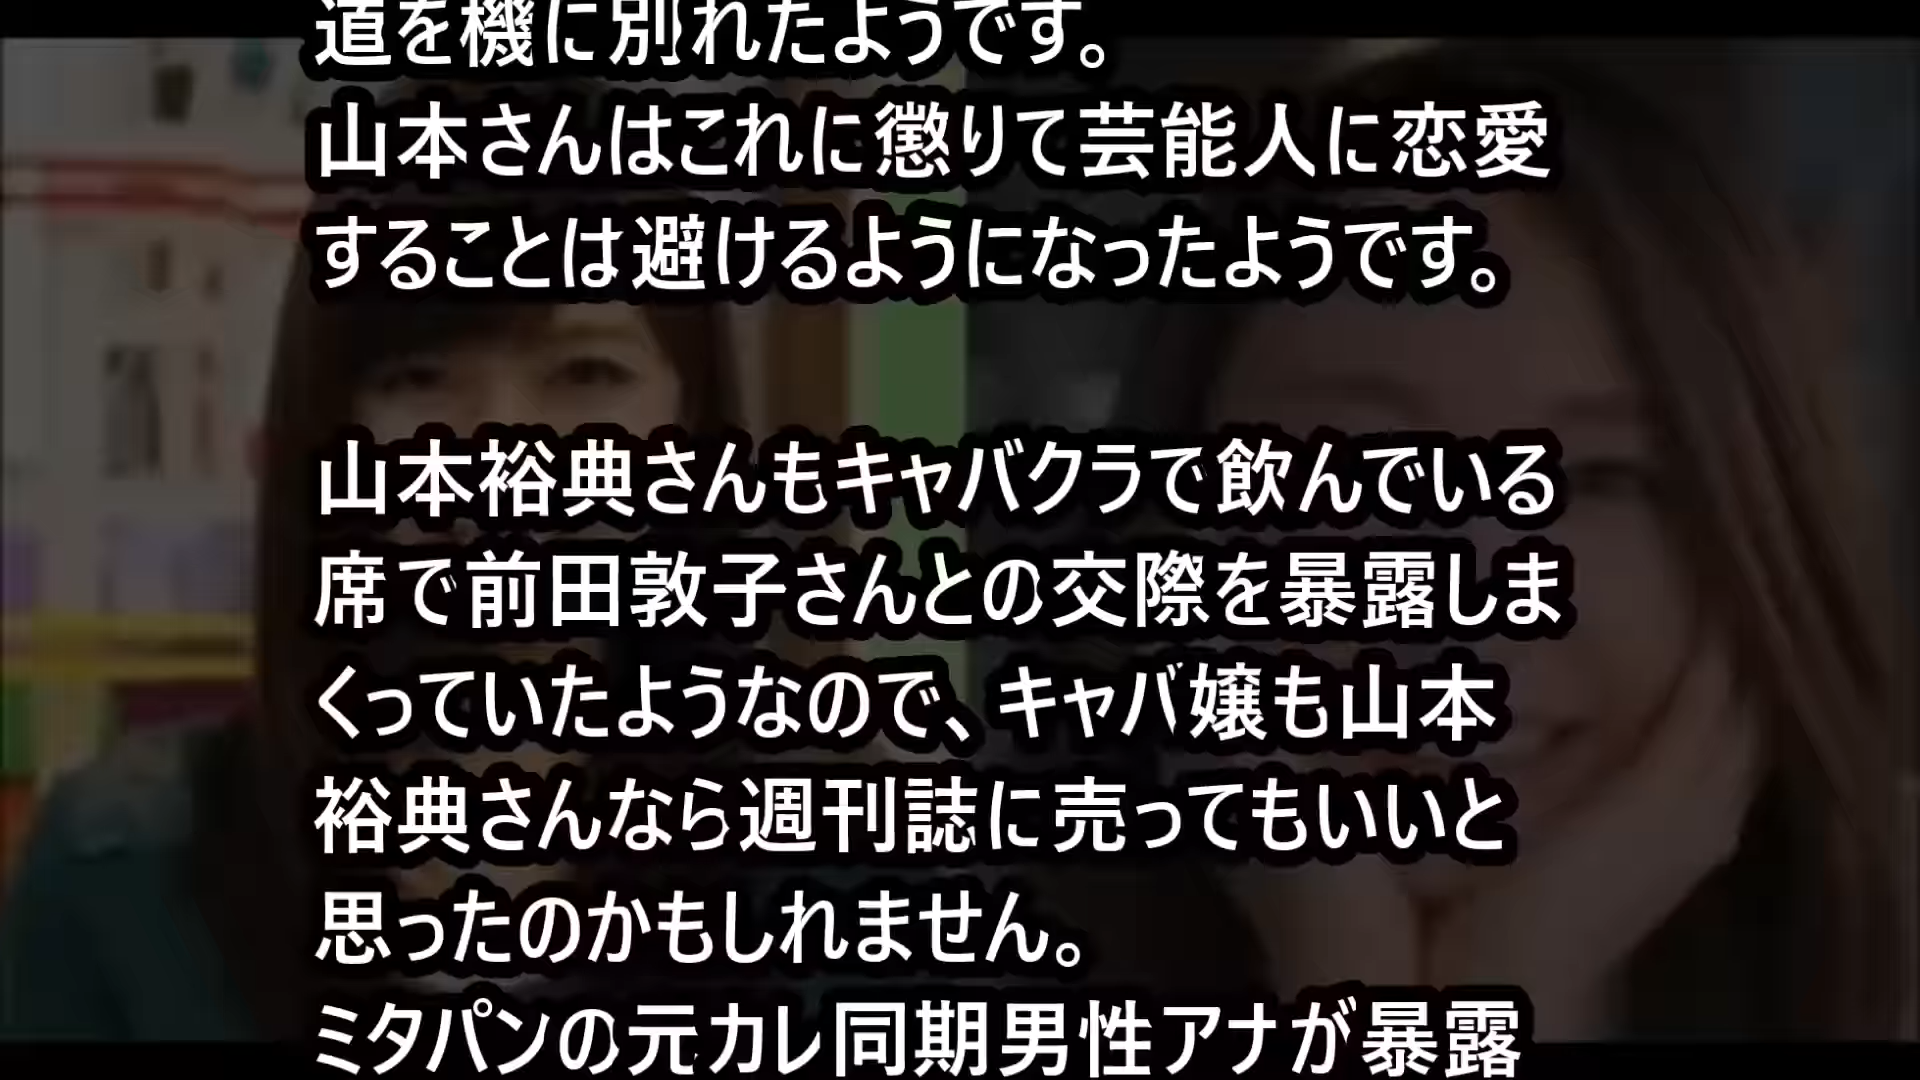 道を機に別れたようです。
山本さんはこれに懲りて芸能人に恋愛
することは避けるようになったようです。
山本裕典さんもキャバクラで飲んでいる
席で前田敦子さんとの交際を暴露しま
くっていたようなので、キャバ嬢も山本
裕典さんなら週刊誌に売ってもいいと
思ったのかもしれません。
ミタパンの元カレ同期男性アナが暴露